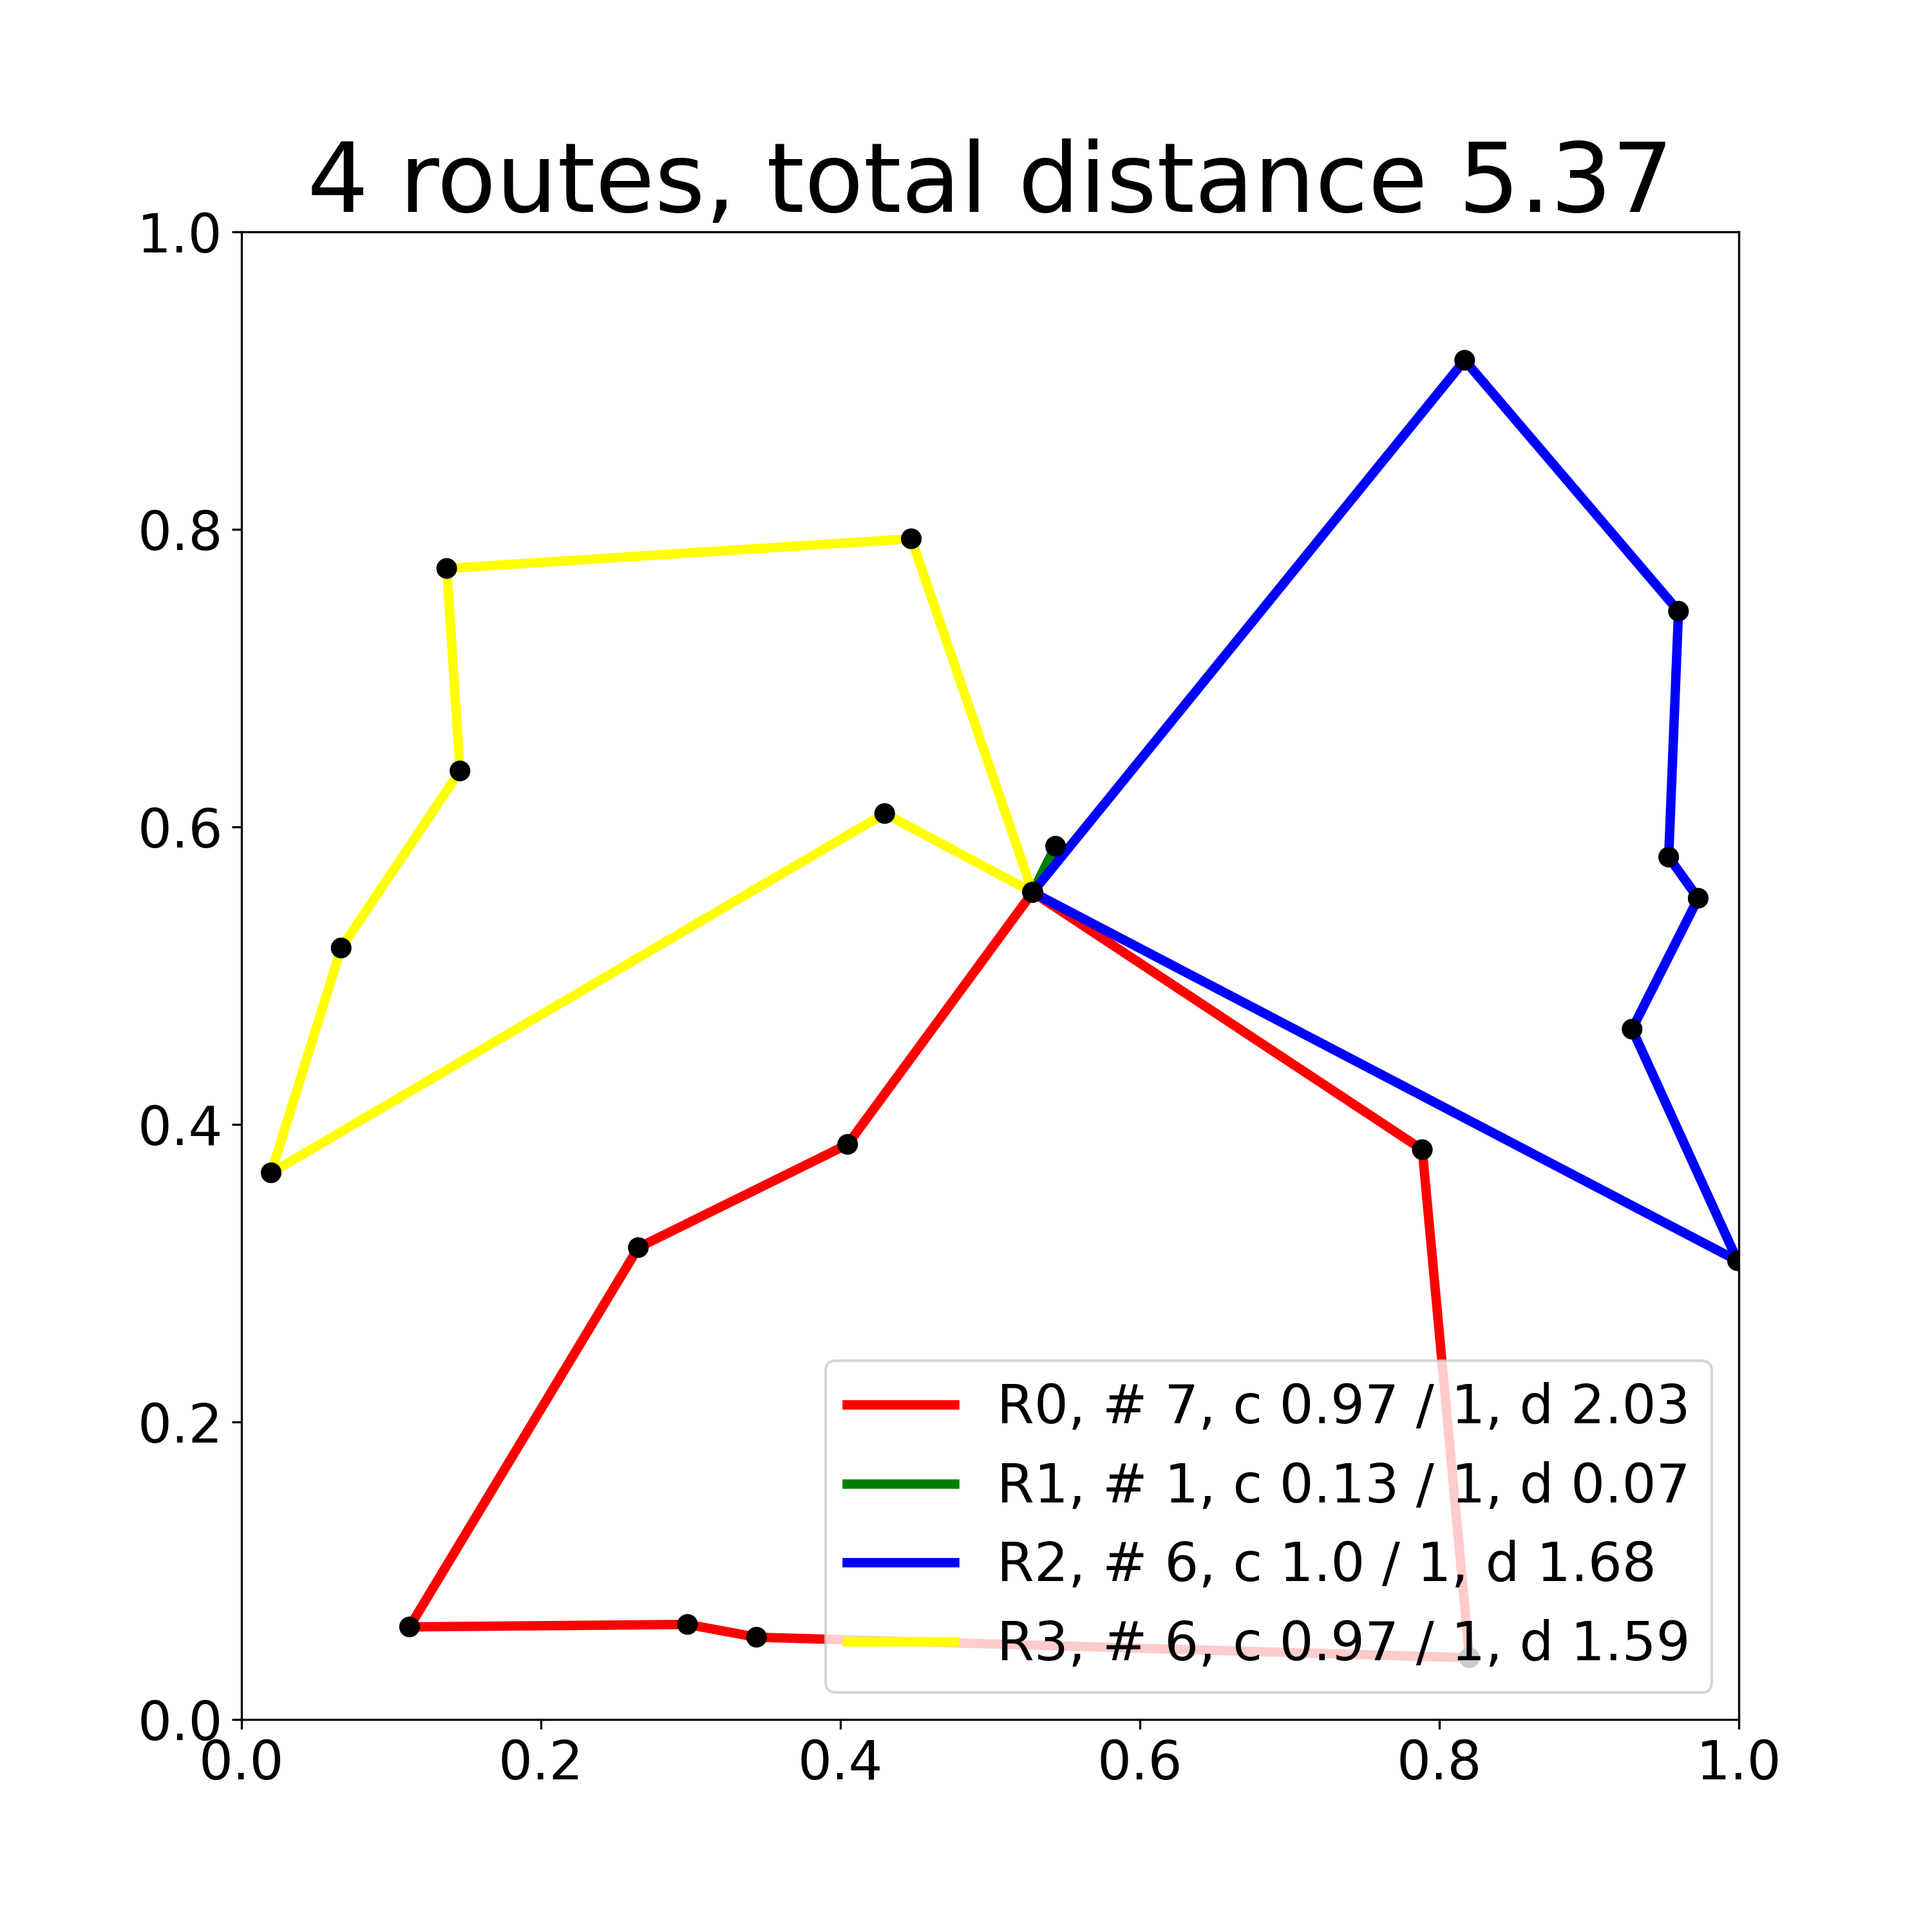 4 routes, total distance 5.37
1.0
0.8
0.6
0.4
0.2
0.0
0.0 0.2 0.4 0.6 0.8 1.0
R0, # 7, c 0.97 / 1, d 2.03
R1, # 1, c 0.13 / 1, d 0.07
R2, # 6, c 1.0 / 1, d 1.68
R3, # 6, c 0.97 / 1, d 1.59